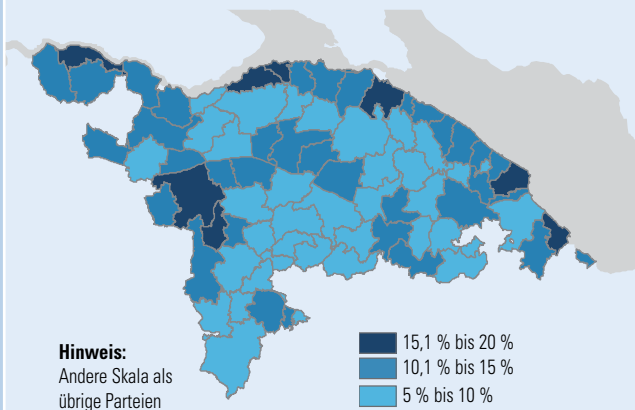 Hinweis:
Andere Skala als
übrige Parteien
15,1 % bis 20 %
10,1 % bis 15 %
5 % bis 10 %